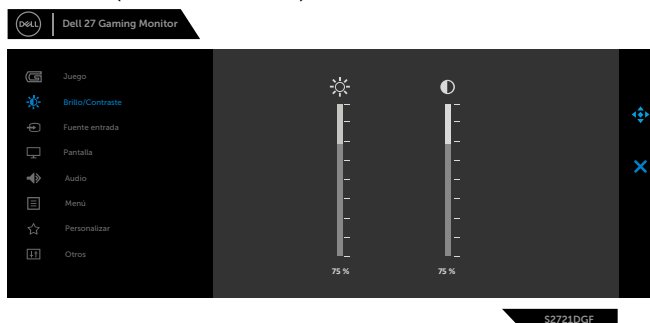 DELL
Dell 27 Gaming Monitor
Juego
Brillo/Contraste
Fuente entrada
Pantalla
Audio
Menú
Personalizar
Otros
75 %
75 %
S2721DGF